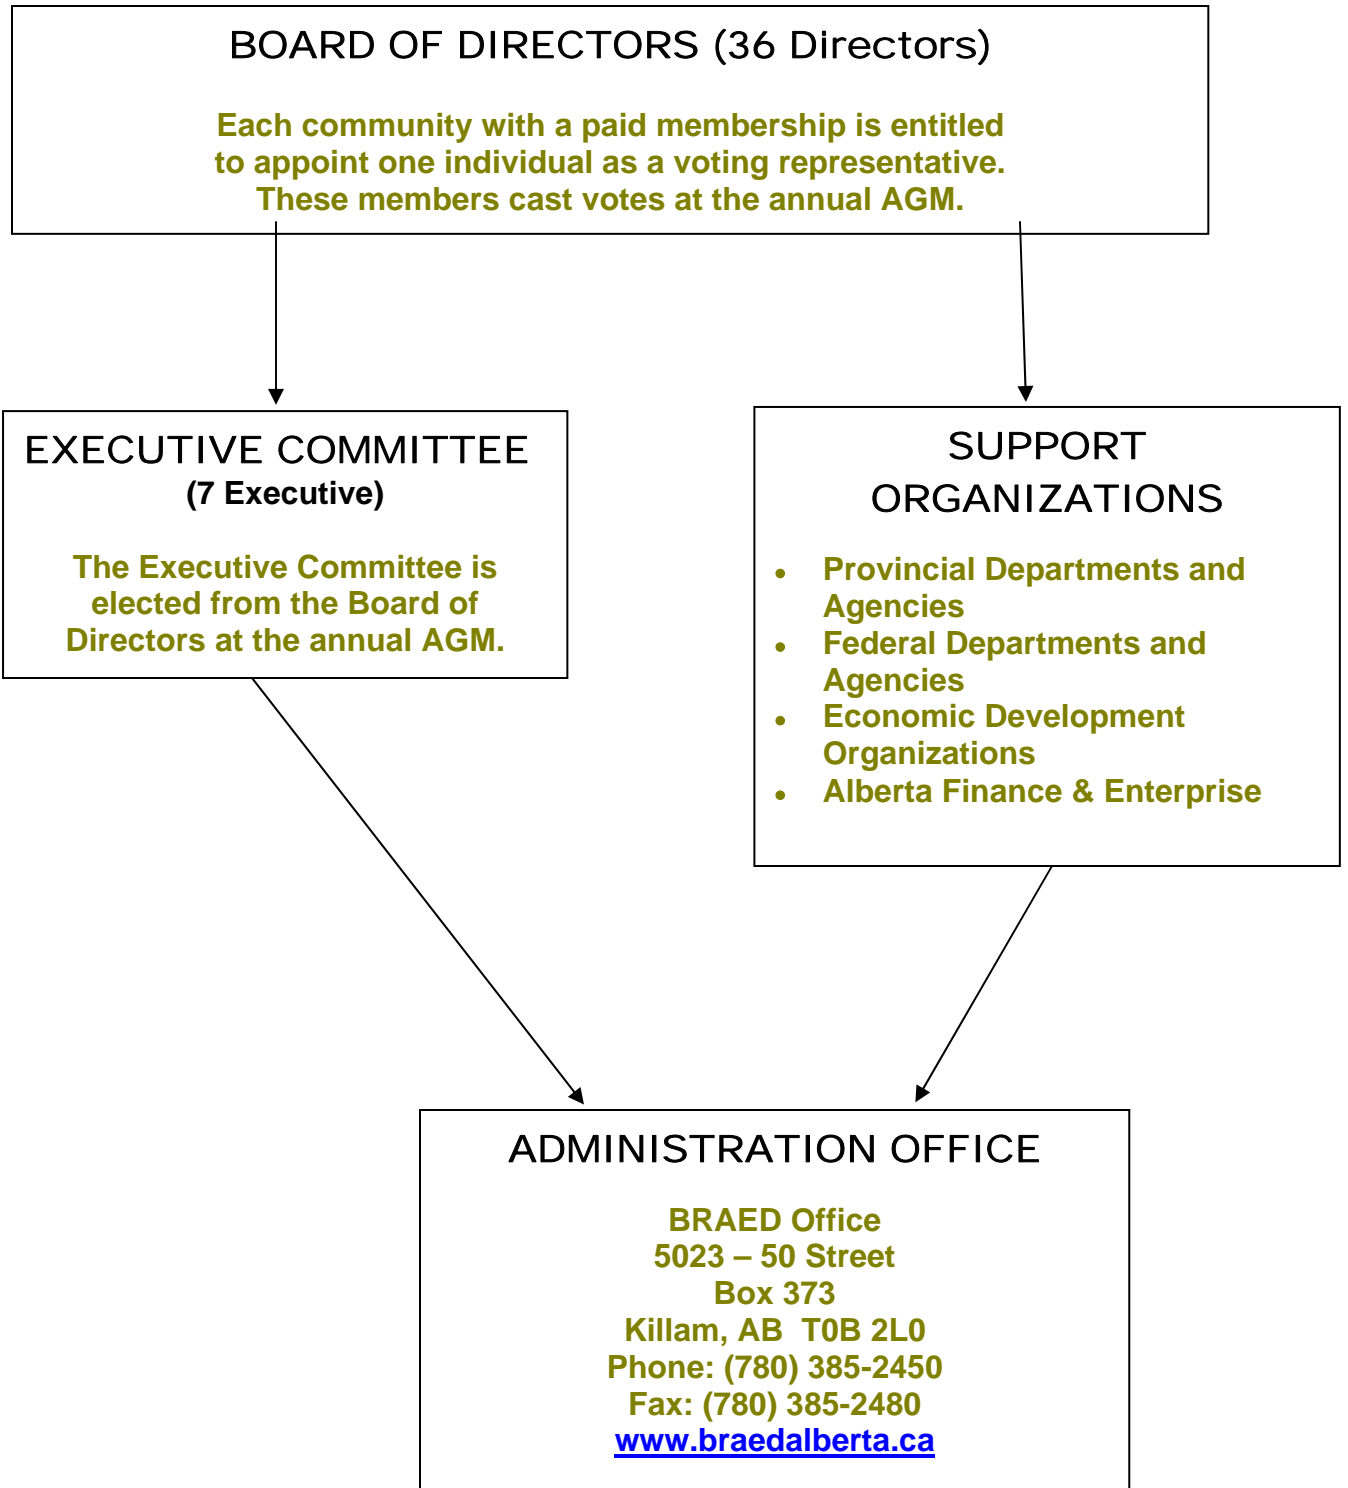 BOARD OF DIRECTORS (36 Directors)
Each community with a paid membership is entitled
to appoint one individual as a voting representative.
These members cast votes at the annual AGM.
EXECUTIVE COMMITTEE
(7 Executive)
The Executive Committee is
elected from the Board of
Directors at the annual AGM.
SUPPORT
ORGANIZATIONS
• Provincial Departments and
Agencies
• Federal Departments and
Agencies
• Economic Development
Organizations
• Alberta Finance & Enterprise
ADMINISTRATION OFFICE
BRAED Office
5023 – 50 Street
Box 373
Killam, AB  T0B 2L0
Phone: (780) 385-2450
Fax: (780) 385-2480
www.braedalberta.ca